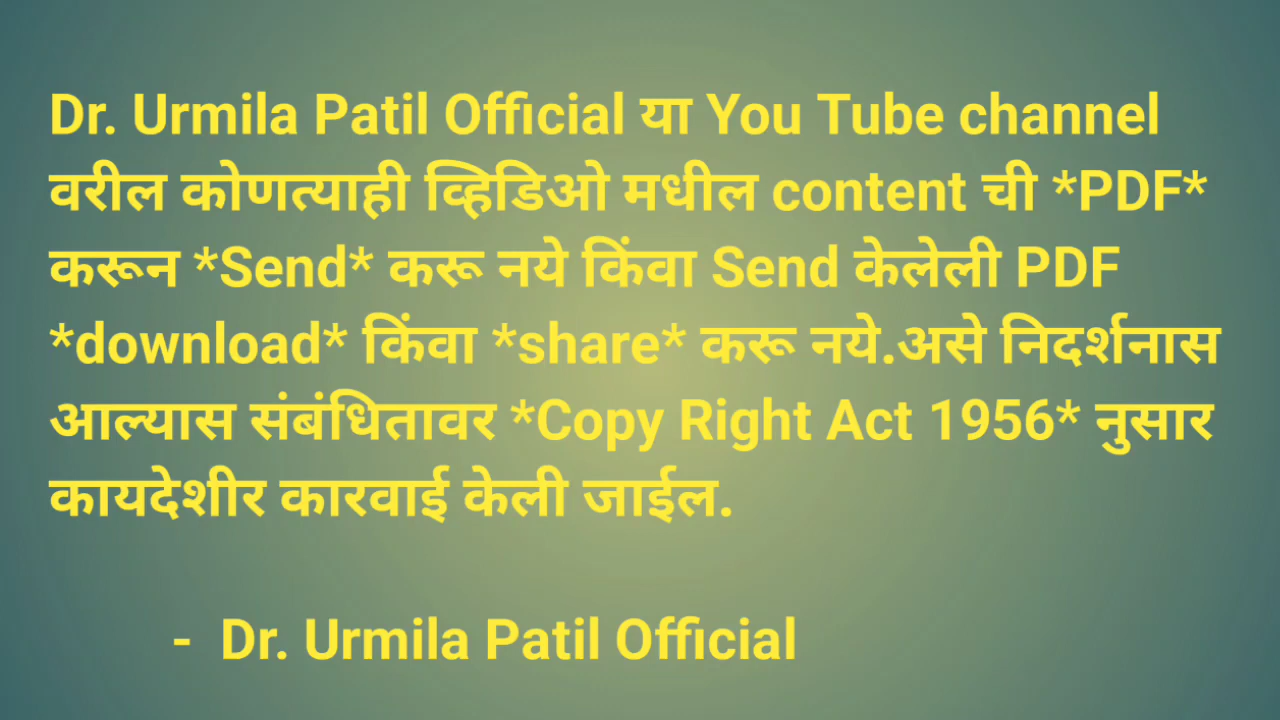 Dr. Urmila Patil Official या You Tube channel
वरील कोणत्याही व्हिडिओ मधील content ची *PDF*
करून *Send* करू नये किंवा Send केलेली PDF
*download* किंवा *share* करू नये.असे निदर्शनास
आल्यास संबंधितावर *Copy Right Act 1956* नुसार
कायदेशीर कारवाई केली जाईल.
- Dr. Urmila Patil Official